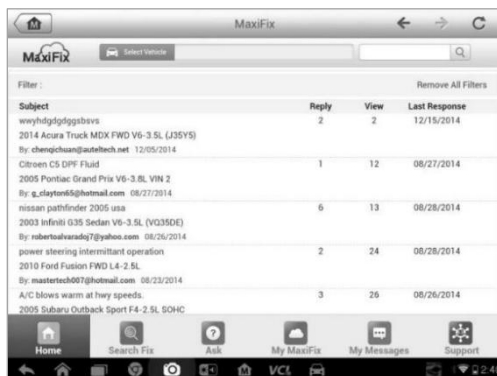 MaxiFix
MaxiFix Select Vehicle
Filter : Remove All Filters
Subject Reply View Last Response
wwyhdgdgdggsbsvs 2 2 12/15/2014
2014 Acura Truck MDX FWD V6-3.5L (J35Y5)
By: chenqichuan@auteltech.net 12/05/2014
Citroen C5 DPF Fluid 1 12 08/27/2014
2005 Pontiac Grand Prix V6-3.8L VIN 2
By: g_clayton65@hotmail.com 08/27/2014
nissan pathfinder 2005 usa 6 13 08/28/2014
2003 Infiniti G35 Sedan V6-3.5L (VQ35DE)
By: robertoalvaradoj7@yahoo.com 08/26/2014
power steering intermittant operation 2 24 08/28/2014
2010 Ford Fusion FWD L4-2.5L
By: mastertech007@hotmail.com 08/23/2014
A/C blows warm at hwy speeds. 3 26 08/26/2014
2005 Subaru Outback Sport F4-2.5L SOHC
Home Search Fix Ask My MaxiFix My Messages Support
VCI